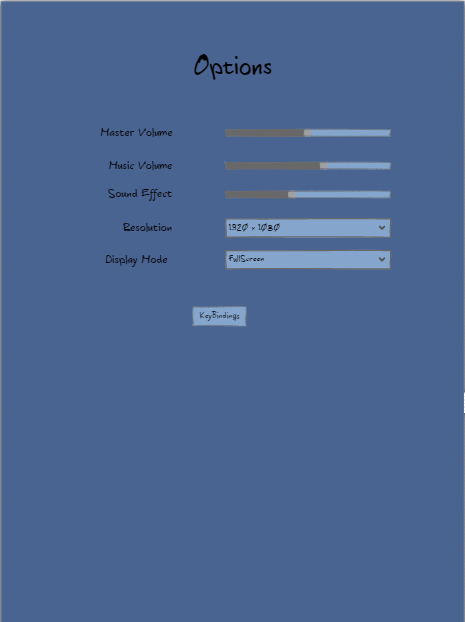 Options
Master Volume
Music Volume
Sound Effect
Resolution 1920 x 1080
Display Mode FullScreen
KeyBindings